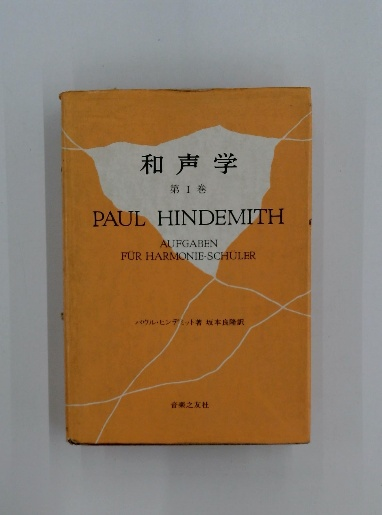 和声学
第 I 巻
PAUL HINDEMITH
AUFGABEN
FÜR HARMONIE-SCHÜLER
パウル・ヒンデミット著 坂本良隆訳
音楽之友社